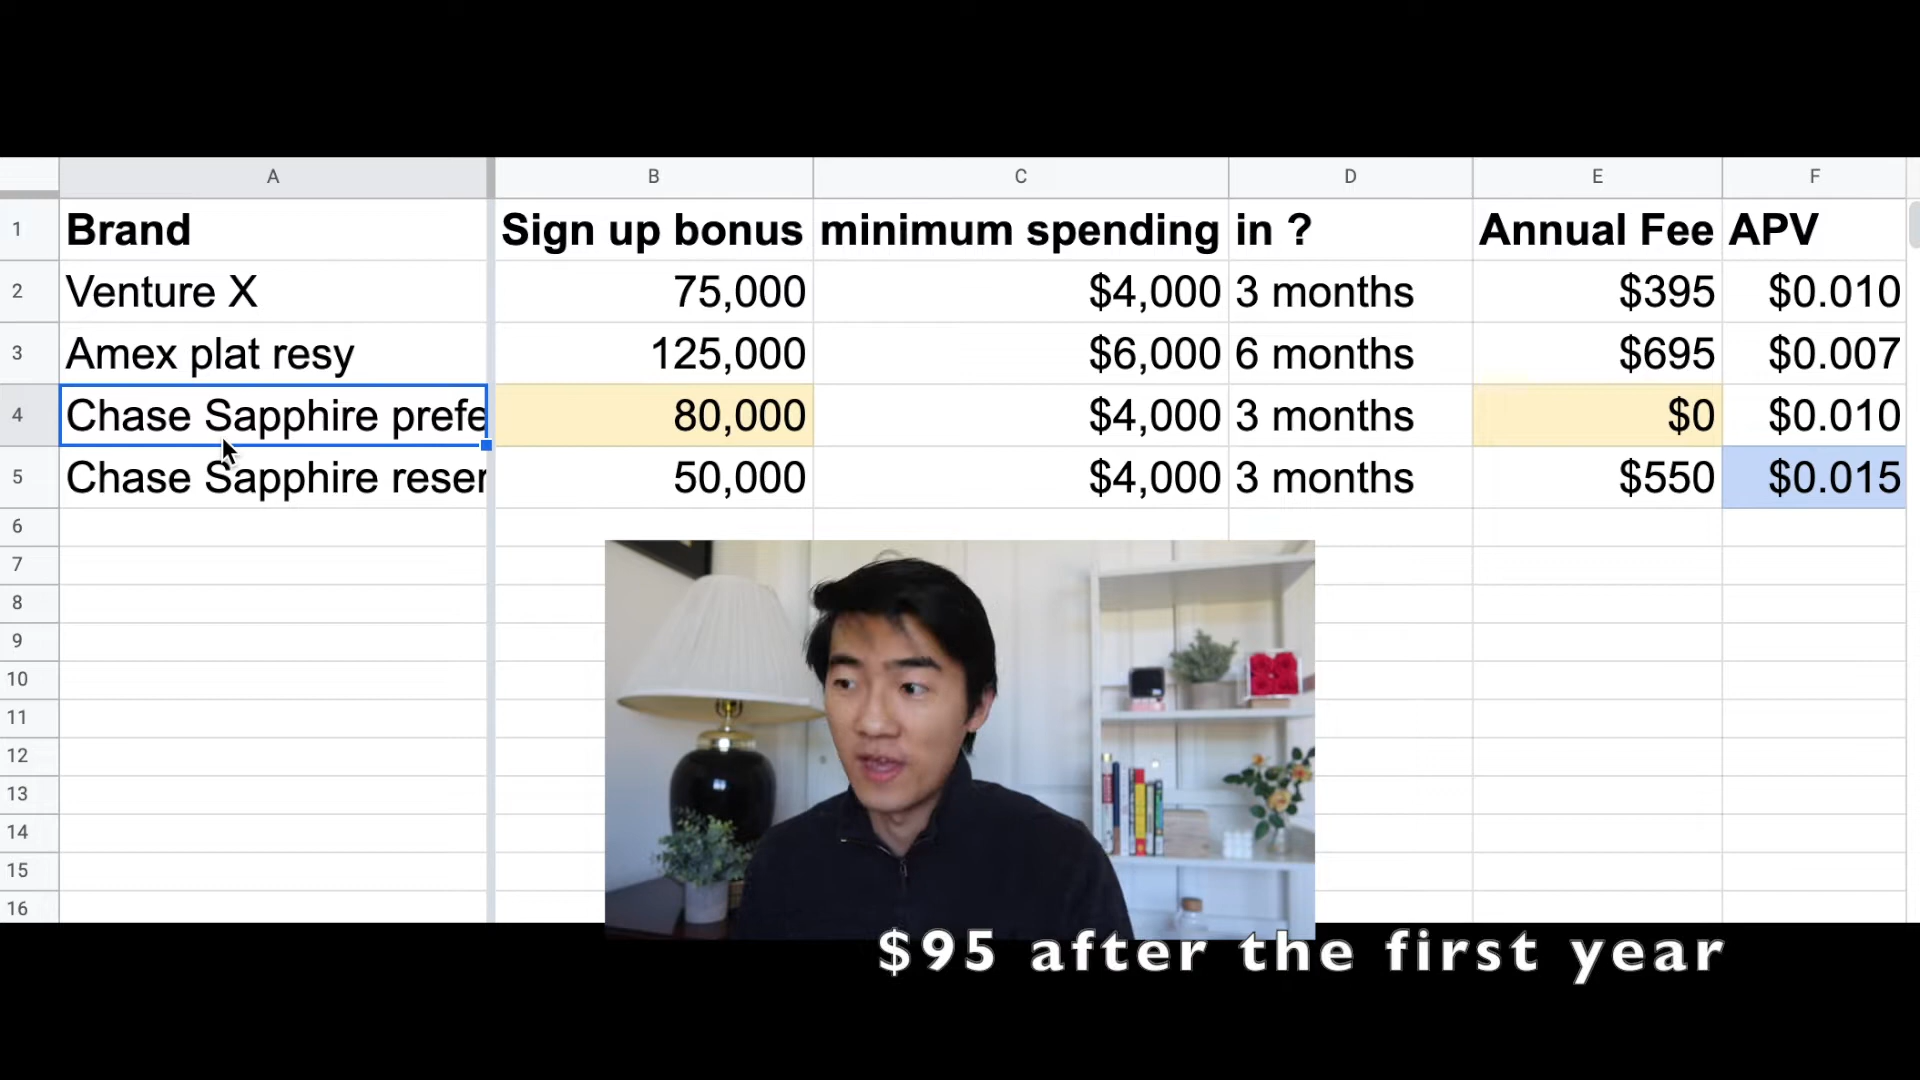 A B C D E F
1 Brand Sign up bonus minimum spending in ? Annual Fee APV
2 Venture X 75,000 $4,000 3 months $395 $0.010
3 Amex plat resy 125,000 $6,000 6 months $695 $0.007
4 Chase Sapphire prefe 80,000 $4,000 3 months $0 $0.010
5 Chase Sapphire reser 50,000 $4,000 3 months $550 $0.015
6
7
8
9
10
11
12
13
14
15
16
$95 after the first year